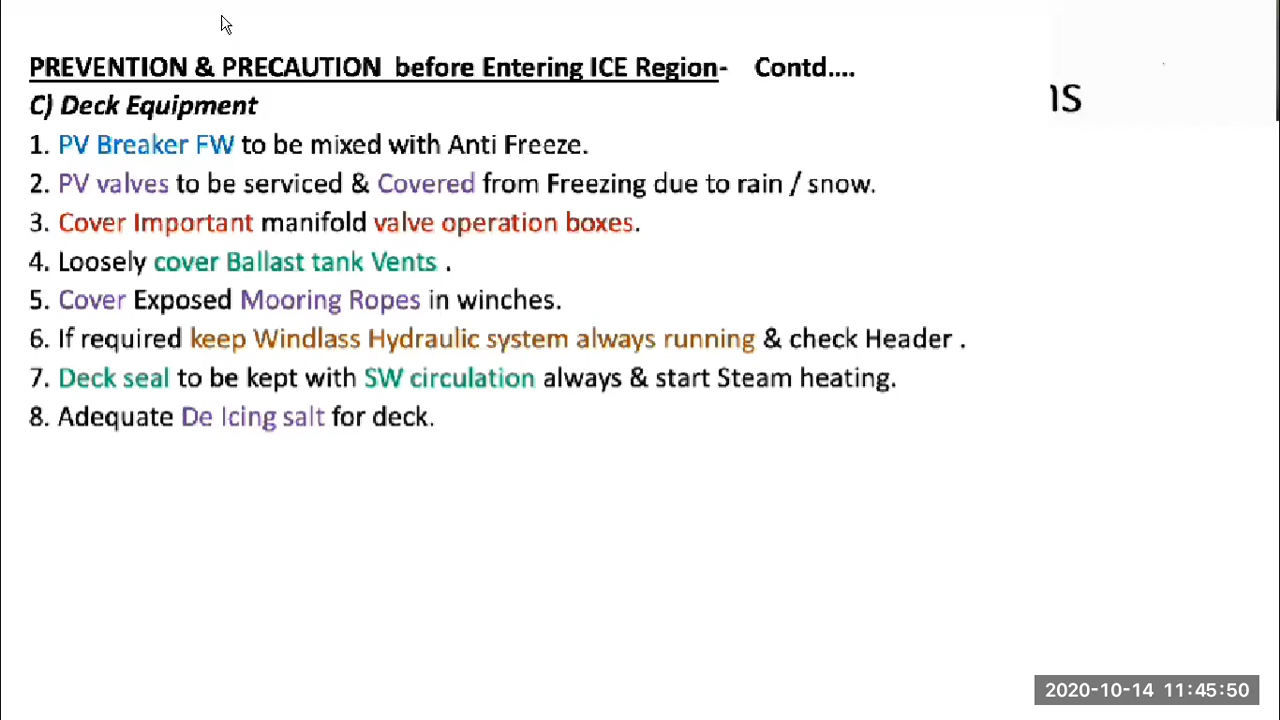 PREVENTION & PRECAUTION before Entering ICE Region- Contd....
C) Deck Equipment
1. PV Breaker FW to be mixed with Anti Freeze.
2. PV valves to be serviced & Covered from Freezing due to rain / snow.
3. Cover Important manifold valve operation boxes.
4. Loosely cover Ballast tank Vents .
5. Cover Exposed Mooring Ropes in winches.
6. If required keep Windlass Hydraulic system always running & check Header .
7. Deck seal to be kept with SW circulation always & start Steam heating.
8. Adequate De Icing salt for deck.
2020-10-14 11:45:50